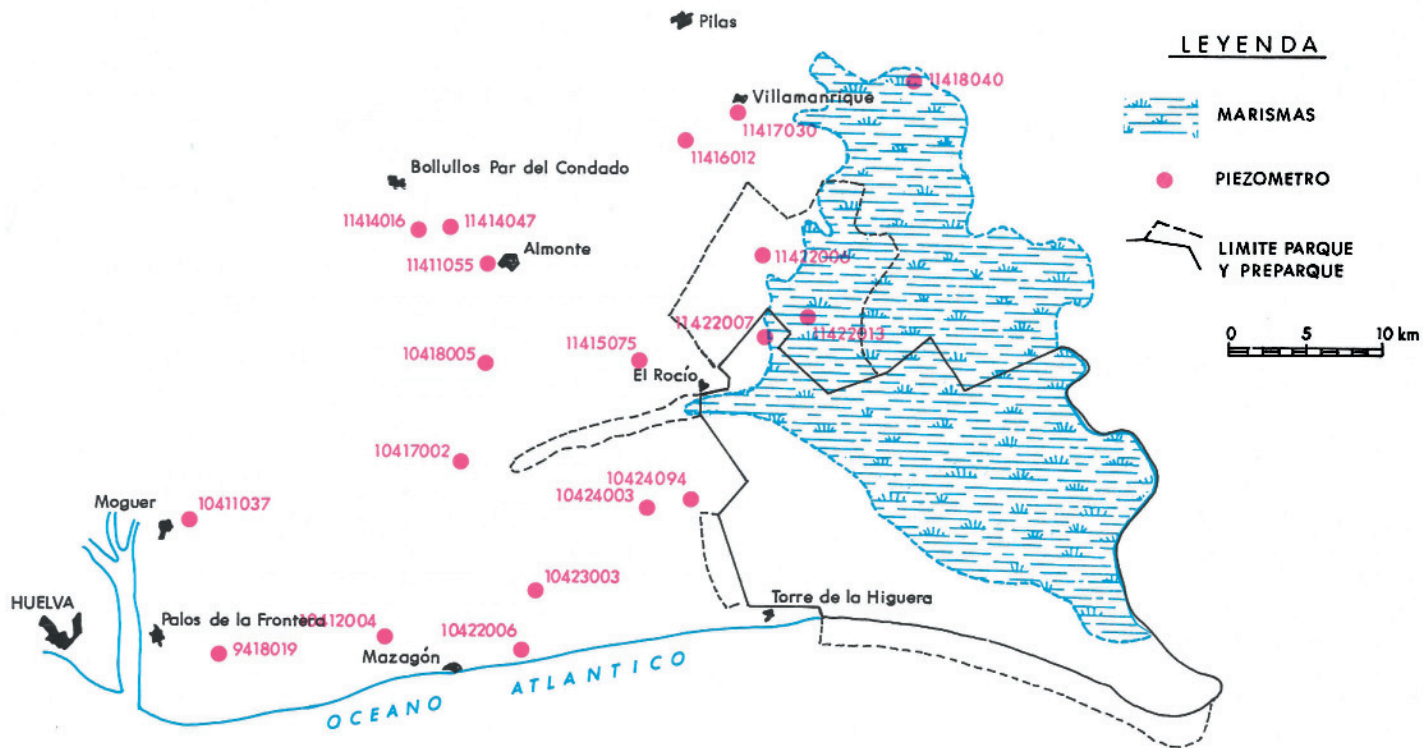 Pilas
LEYENDA
11418040
Villamanrique
MARISMAS
11417030
11416012
Bollullos Par del Condado
PIEZOMETRO
11414016
11414047
Almonte
11411055
11422006
LIMITE PARQUE
Y PREPARQUE
11422007
11422013
0 5 10 km
11415075
10418005
El Rocío
10417002
10424094
10424003
Moguer
10411037
10423003
HUELVA
Palos de la Frontera
10412004
10422006
Torre de la Higuera
9418019
Mazagón
OCEANO ATLANTICO